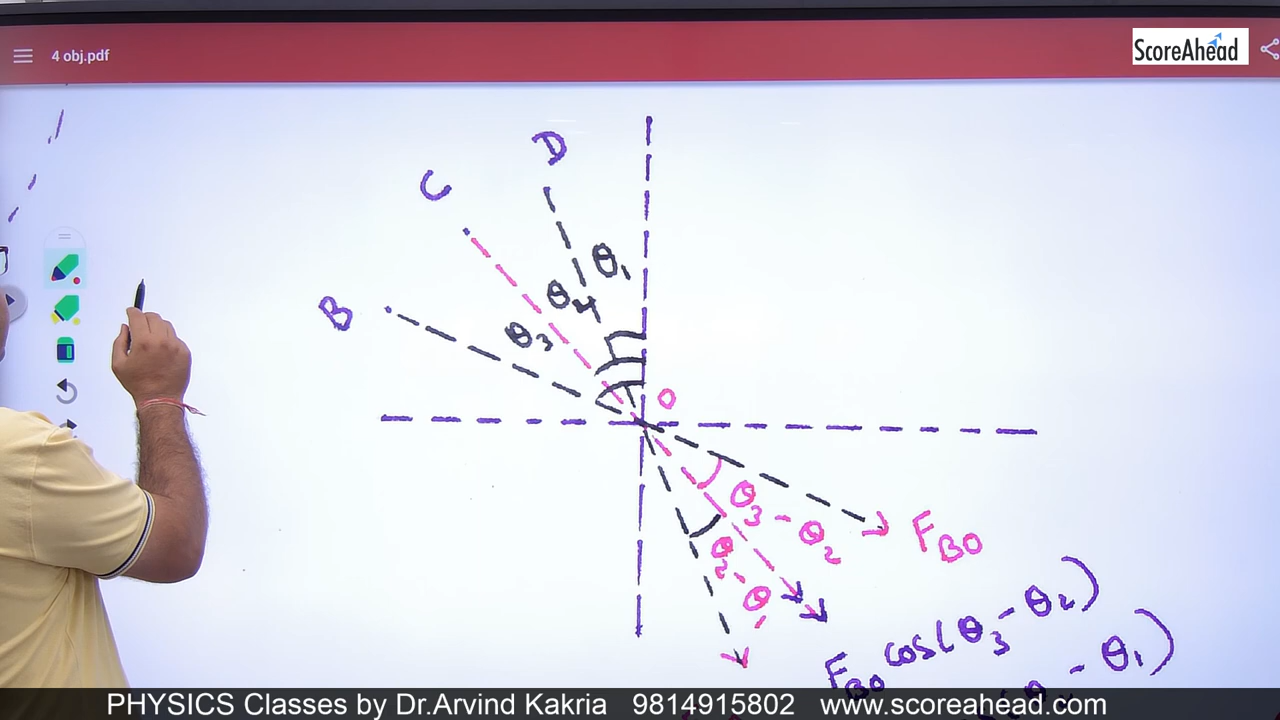 4 obj.pdf
ScoreAhead
D
C
θ1
θ4
B
θ3
O
θ3 - θ2
FBO
θ2 - θ1
FBO cos(θ3 - θ2)
- θ1)
PHYSICS Classes by Dr.Arvind Kakria 9814915802 www.scoreahead.com